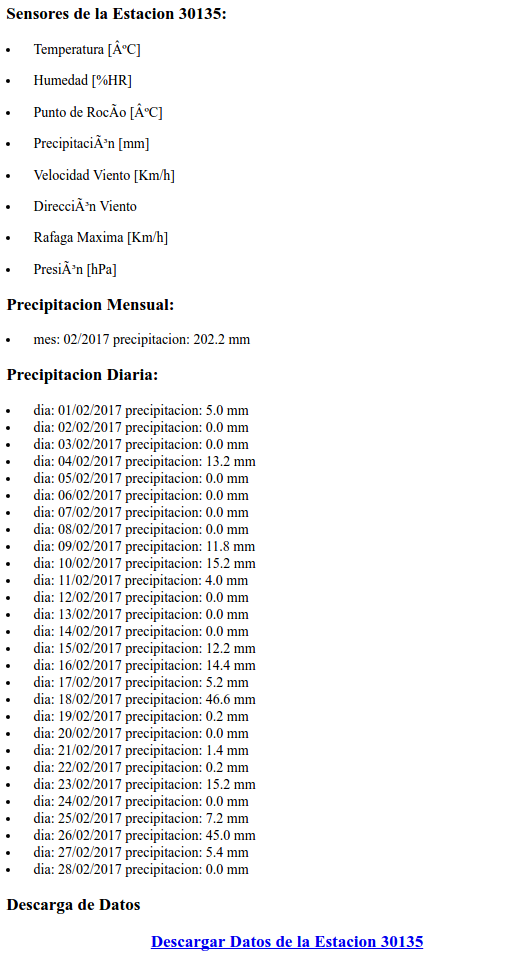 Sensores de la Estacion 30135:
• Temperatura [ÂºC]
• Humedad [%HR]
• Punto de RocÃ­o [ÂºC]
• PrecipitaciÃ³n [mm]
• Velocidad Viento [Km/h]
• DirecciÃ³n Viento
• Rafaga Maxima [Km/h]
• PresiÃ³n [hPa]
Precipitacion Mensual:
• mes: 02/2017 precipitacion: 202.2 mm
Precipitacion Diaria:
• dia: 01/02/2017 precipitacion: 5.0 mm
• dia: 02/02/2017 precipitacion: 0.0 mm
• dia: 03/02/2017 precipitacion: 0.0 mm
• dia: 04/02/2017 precipitacion: 13.2 mm
• dia: 05/02/2017 precipitacion: 0.0 mm
• dia: 06/02/2017 precipitacion: 0.0 mm
• dia: 07/02/2017 precipitacion: 0.0 mm
• dia: 08/02/2017 precipitacion: 0.0 mm
• dia: 09/02/2017 precipitacion: 11.8 mm
• dia: 10/02/2017 precipitacion: 15.2 mm
• dia: 11/02/2017 precipitacion: 4.0 mm
• dia: 12/02/2017 precipitacion: 0.0 mm
• dia: 13/02/2017 precipitacion: 0.0 mm
• dia: 14/02/2017 precipitacion: 0.0 mm
• dia: 15/02/2017 precipitacion: 12.2 mm
• dia: 16/02/2017 precipitacion: 14.4 mm
• dia: 17/02/2017 precipitacion: 5.2 mm
• dia: 18/02/2017 precipitacion: 46.6 mm
• dia: 19/02/2017 precipitacion: 0.2 mm
• dia: 20/02/2017 precipitacion: 0.0 mm
• dia: 21/02/2017 precipitacion: 1.4 mm
• dia: 22/02/2017 precipitacion: 0.2 mm
• dia: 23/02/2017 precipitacion: 15.2 mm
• dia: 24/02/2017 precipitacion: 0.0 mm
• dia: 25/02/2017 precipitacion: 7.2 mm
• dia: 26/02/2017 precipitacion: 45.0 mm
• dia: 27/02/2017 precipitacion: 5.4 mm
• dia: 28/02/2017 precipitacion: 0.0 mm
Descarga de Datos
Descargar Datos de la Estacion 30135